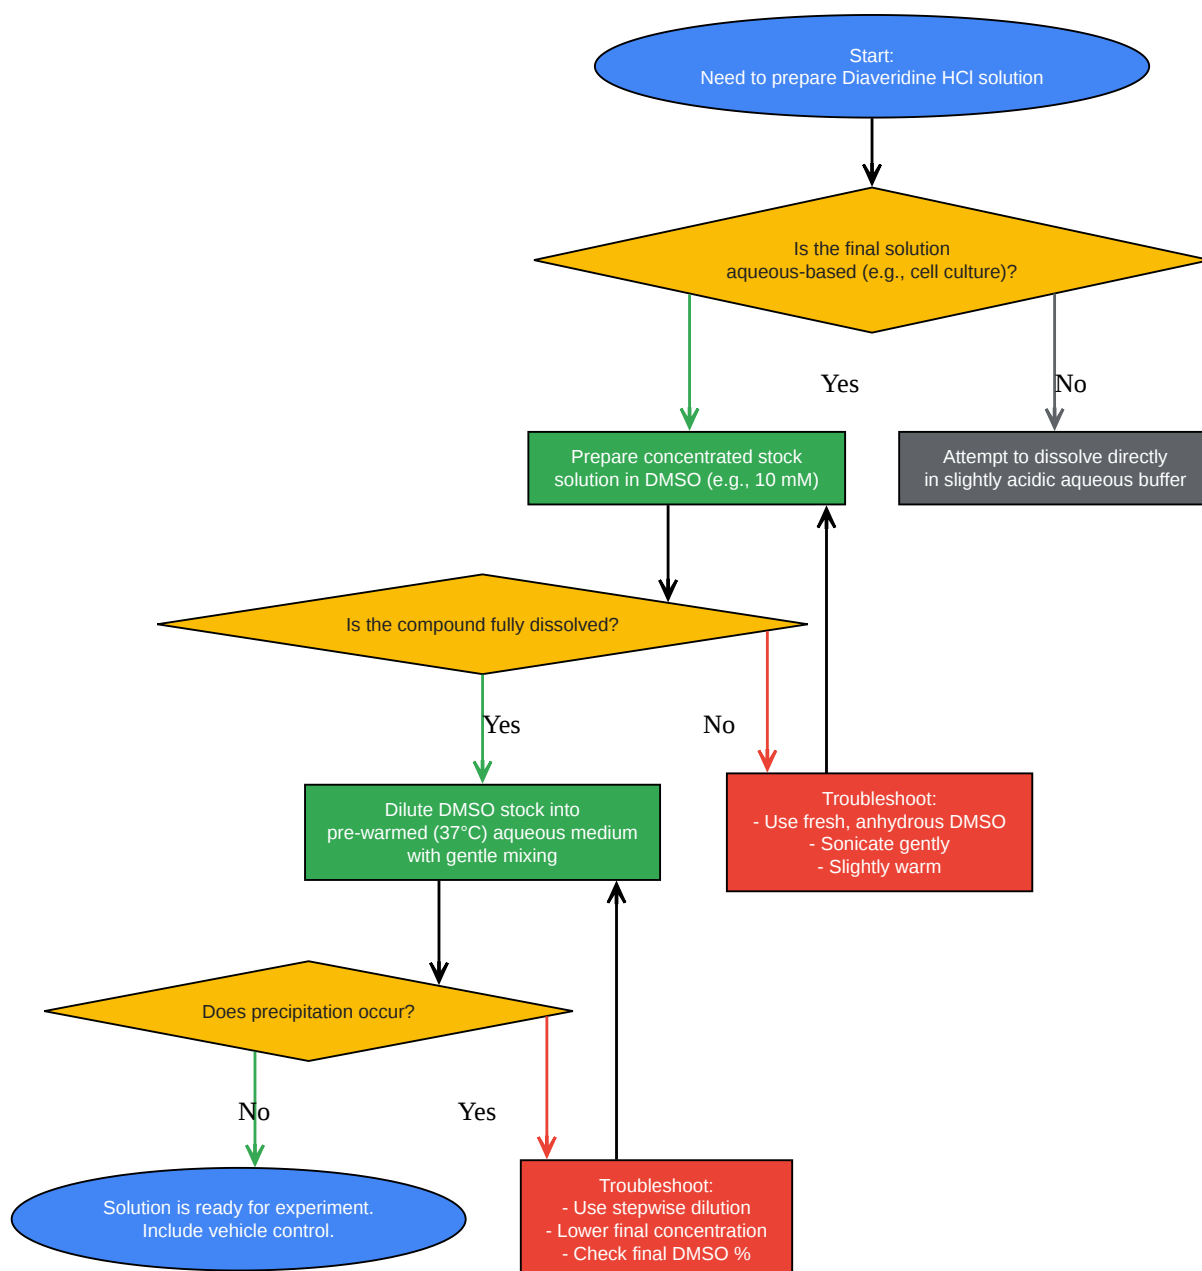 Start:
Need to prepare Diaveridine HCl solution
Is the final solution
aqueous-based (e.g., cell culture)?
Yes
No
Prepare concentrated stock
solution in DMSO (e.g., 10 mM)
Attempt to dissolve directly
in slightly acidic aqueous buffer
Is the compound fully dissolved?
Yes
No
Dilute DMSO stock into
pre-warmed (37°C) aqueous medium
with gentle mixing
Troubleshoot:
- Use fresh, anhydrous DMSO
- Sonicate gently
- Slightly warm
Does precipitation occur?
No
Yes
Solution is ready for experiment.
Include vehicle control.
Troubleshoot:
- Use stepwise dilution
- Lower final concentration
- Check final DMSO %